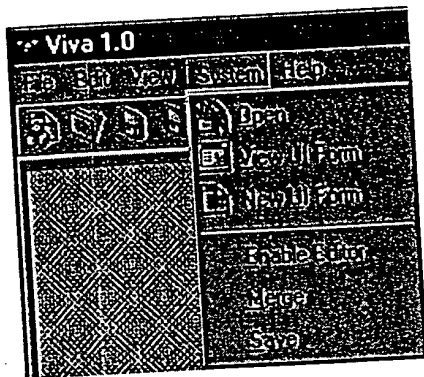 Viva 1.0
File Edit View System Help
Open
View UI Form
New UI Form
Enable Editor
Merge
Save